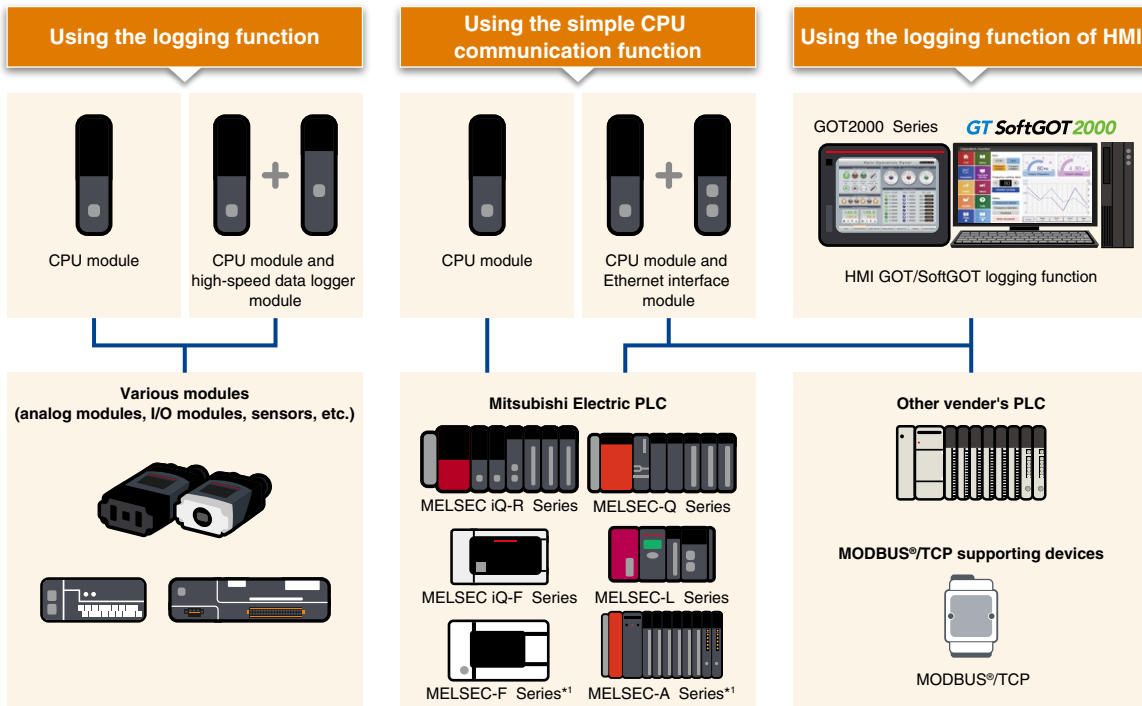 Using the logging function
Using the simple CPU
communication function
Using the logging function of HMI
CPU module
CPU module and
high-speed data logger
module
CPU module
CPU module and
Ethernet interface
module
GOT2000 Series
GT SoftGOT2000
HMI GOT/SoftGOT logging function
Various modules
(analog modules, I/O modules, sensors, etc.)
Mitsubishi Electric PLC
MELSEC iQ-R Series
MELSEC-Q Series
MELSEC iQ-F Series
MELSEC-L Series
MELSEC-F Series*1
MELSEC-A Series*1
Other vender's PLC
MODBUS®/TCP supporting devices
MODBUS®/TCP